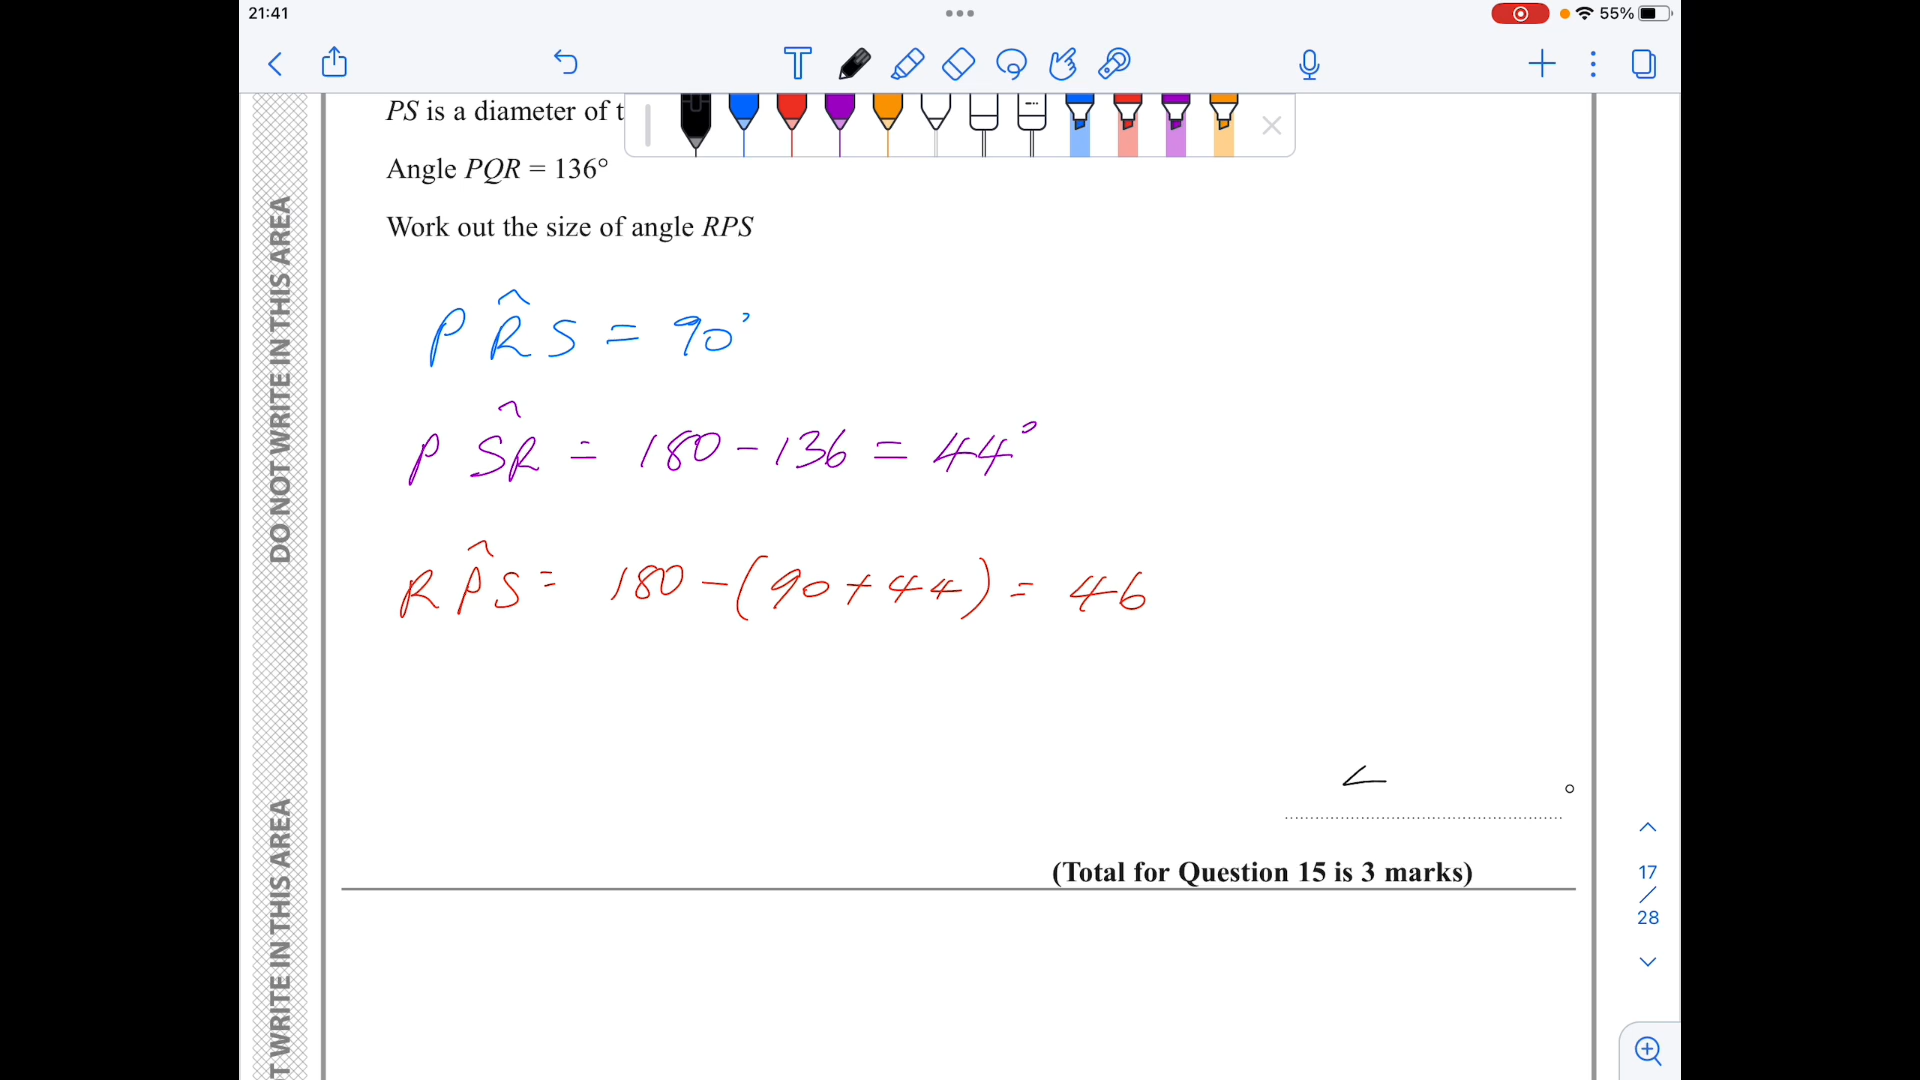 21:41
55%
PS is a diameter of t
Angle PQR = 136°
Work out the size of angle RPS
P R̂ S = 90°
P ŜR = 180 - 136 = 44°
R P̂ S = 180 - (90 + 44) = 46
°
(Total for Question 15 is 3 marks)
DO NOT WRITE IN THIS AREA
T WRITE IN THIS AREA
17
/
28